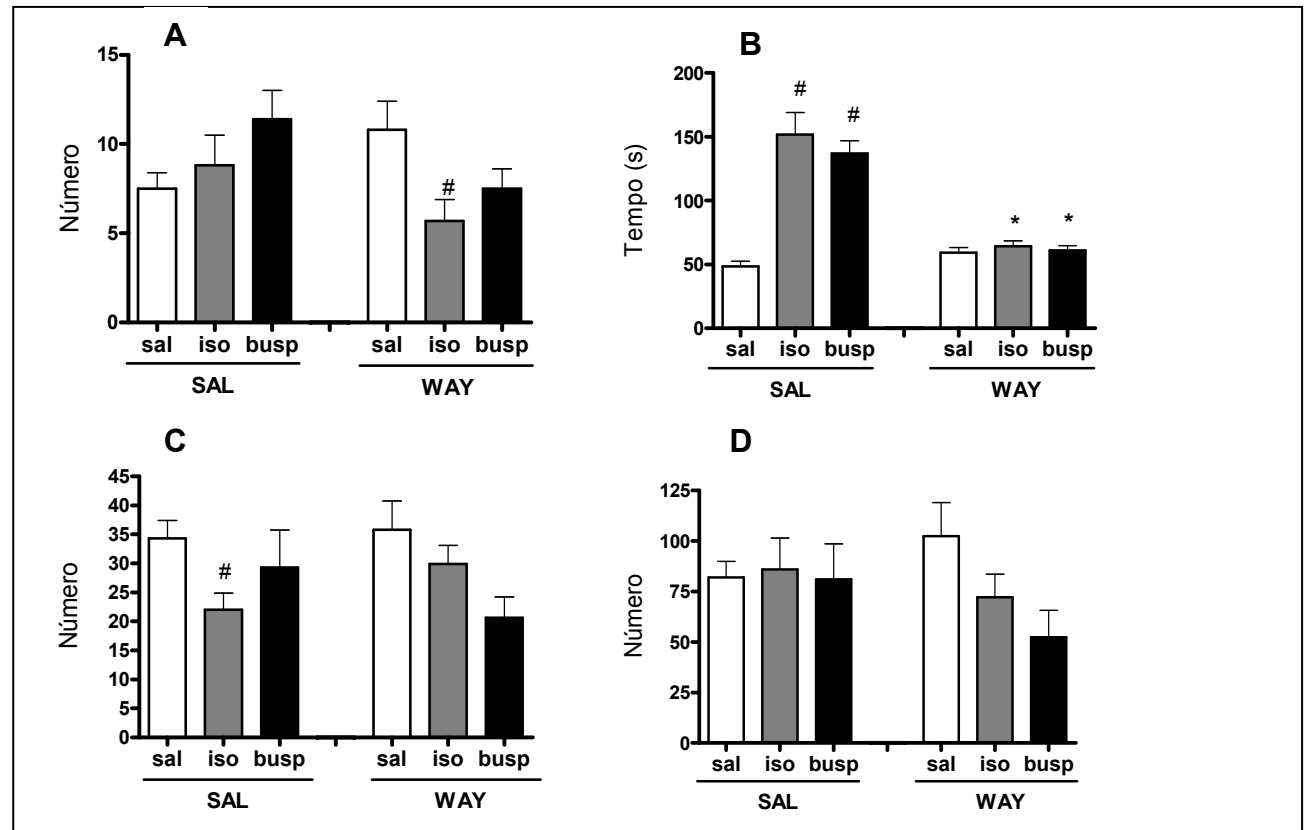 A
Número
15
10
5
0
#
sal iso busp sal iso busp
SAL WAY
B
Tempo (s)
200
150
100
50
0
# # * *
sal iso busp sal iso busp
SAL WAY
C
Número
45
40
35
30
25
20
15
10
5
0
#
sal iso busp sal iso busp
SAL WAY
D
Número
125
100
75
50
25
0
sal iso busp sal iso busp
SAL WAY